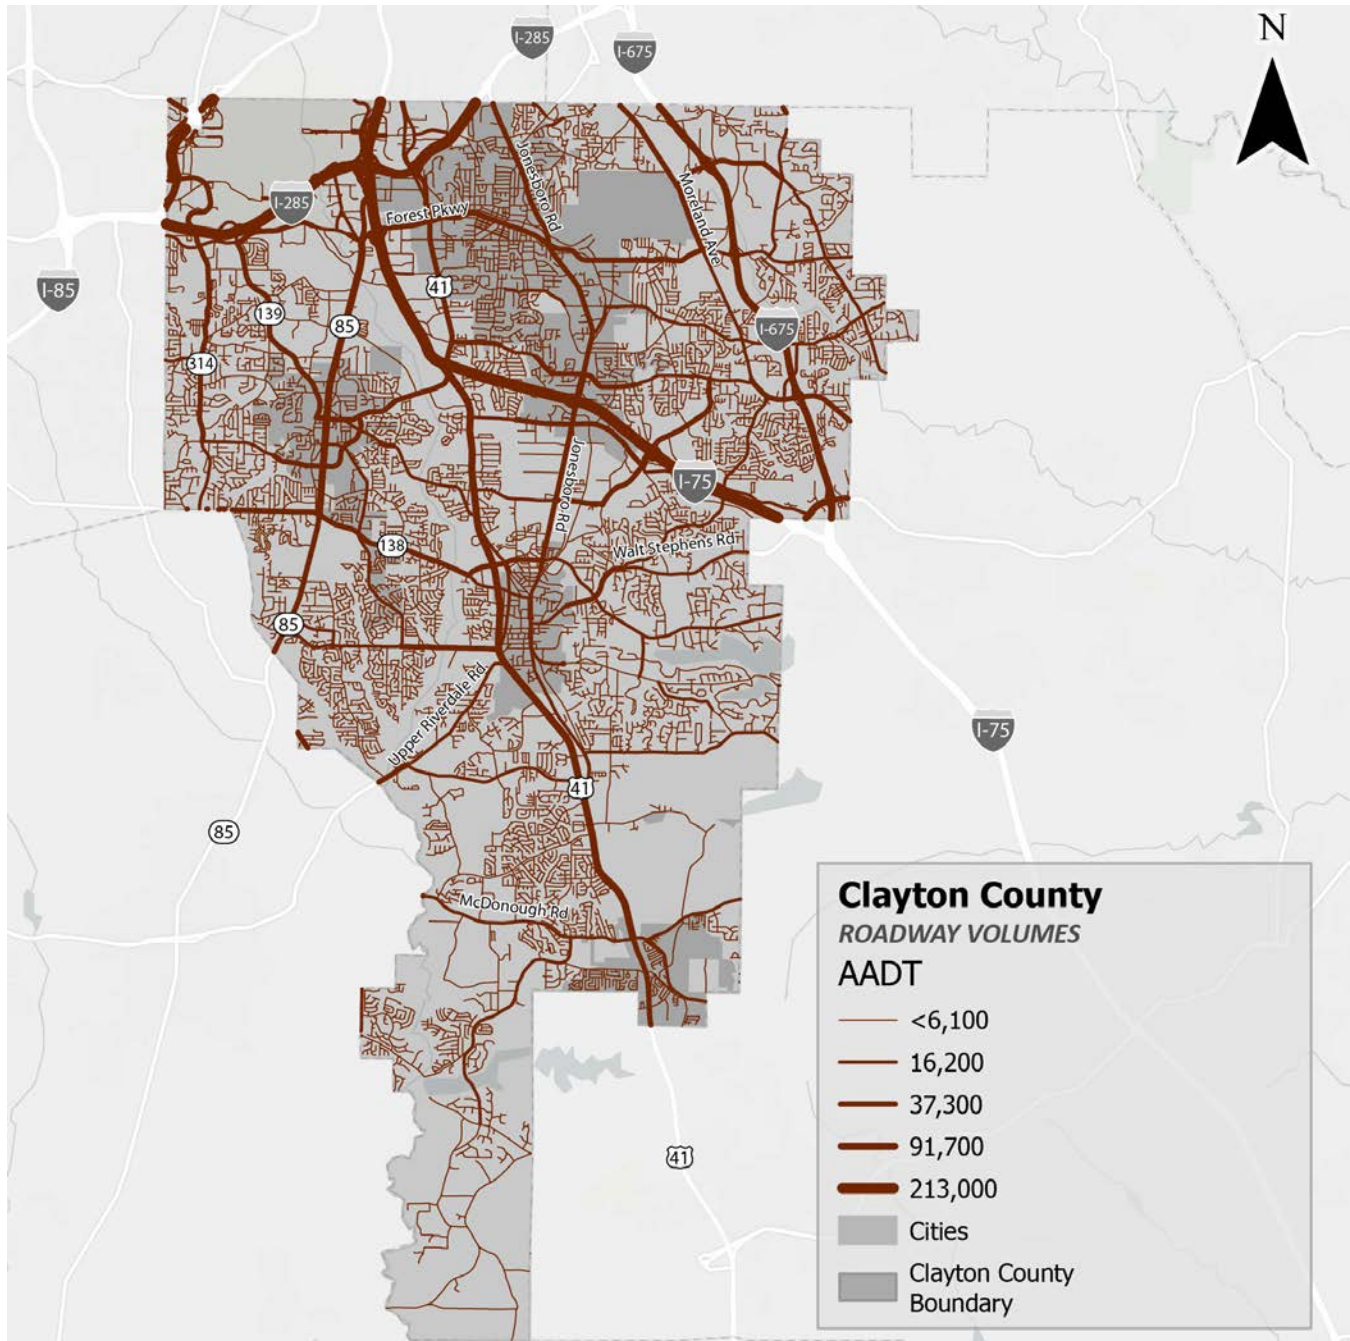 I-285
I-675
N
Jonesboro Rd
Moreland Ave
I-285
Forest Pkwy
41
I-85
139
85
I-675
314
Jonesboro Rd
I-75
138
Walt Stephens Rd
85
Upper Riverdale Rd.
I-75
41
85
McDonough Rd
41
Clayton County
ROADWAY VOLUMES
AADT
<6,100
16,200
37,300
91,700
213,000
Cities
Clayton County
Boundary